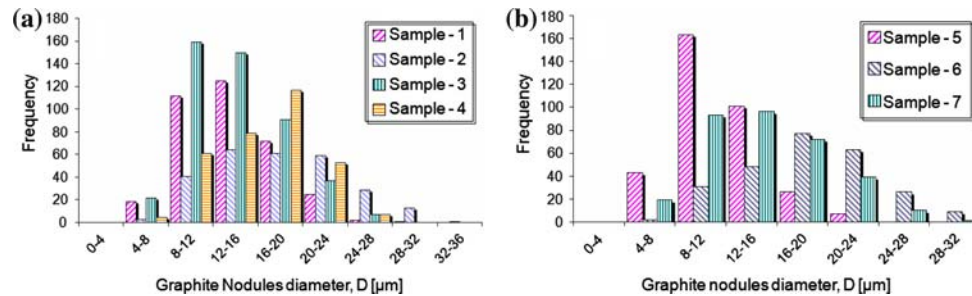 (a)
180
160
140
120
100
80
60
40
20
0
Frequency
Sample - 1
Sample - 2
Sample - 3
Sample - 4
0-4
4-8
8-12
12-16
16-20
20-24
24-28
28-32
32-36
Graphite Nodules diameter, D [µm]
(b)
180
160
140
120
100
80
60
40
20
0
Frequency
Sample - 5
Sample - 6
Sample - 7
0-4
4-8
8-12
12-16
16-20
20-24
24-28
28-32
Graphite nodules diameter, D [µm]